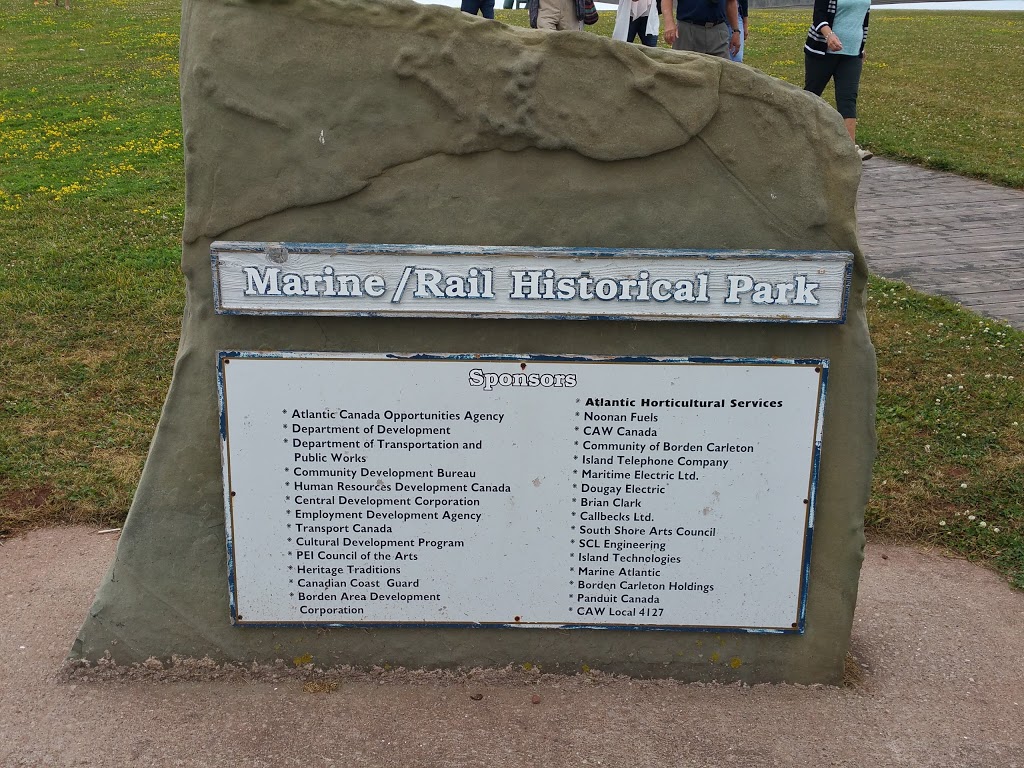 Marine/Rail Historical Park
Sponsors
* Atlantic Canada Opportunities Agency
* Department of Development
* Department of Transportation and
Public Works
* Community Development Bureau
* Human Resources Development Canada
* Central Development Corporation
* Employment Development Agency
* Transport Canada
* Cultural Development Program
* PEI Council of the Arts
* Heritage Traditions
* Canadian Coast Guard
* Borden Area Development
Corporation
* Atlantic Horticultural Services
* Noonan Fuels
* CAW Canada
* Community of Borden Carleton
* Island Telephone Company
* Maritime Electric Ltd.
* Dougay Electric
* Brian Clark
* Callbecks Ltd.
* South Shore Arts Council
* SCL Engineering
* Island Technologies
* Marine Atlantic
* Borden Carleton Holdings
* Panduit Canada
* CAW Local 4127